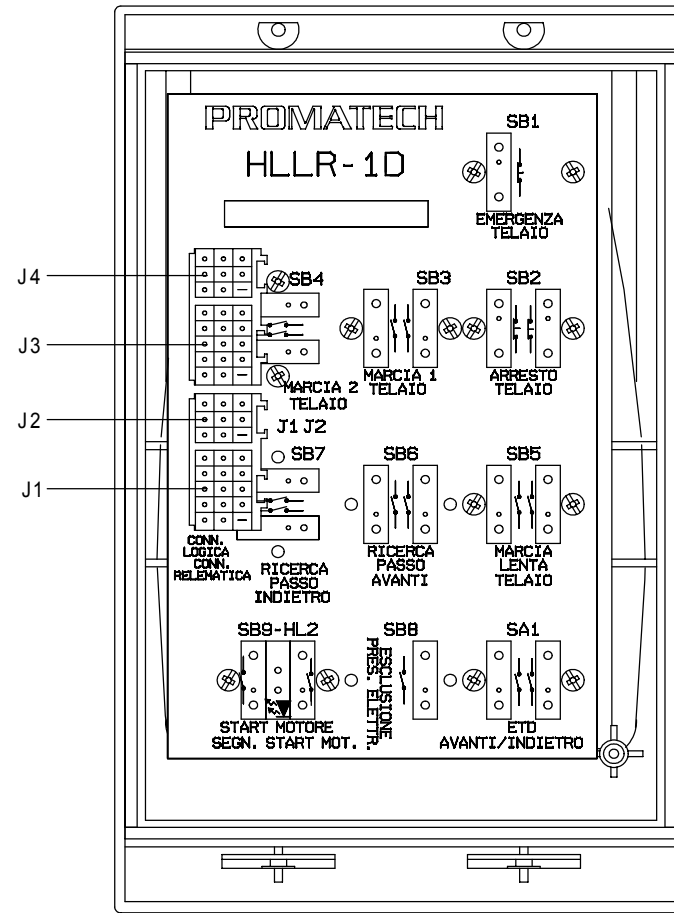 PROMATECH
HLLR-1D
SB1
EMERGENZA
TELAIO
J4
J3
J2
J1
SB4
MARCIA 2
TELAIO
SB3
MARCIA 1
TELAIO
SB2
ARRESTO
TELAIO
J1 J2
SB7
CONN.
LOGICA
CONN.
RELEMATICA
RICERCA
PASSO
INDIETRO
SB6
RICERCA
PASSO
AVANTI
SB5
MARCIA
LENTA
TELAIO
SB9-HL2
START MOTORE
SEGN. START MOT.
SB8
ESCLUSIONE
PRES. ELETTR.
SA1
ETD
AVANTI/INDIETRO